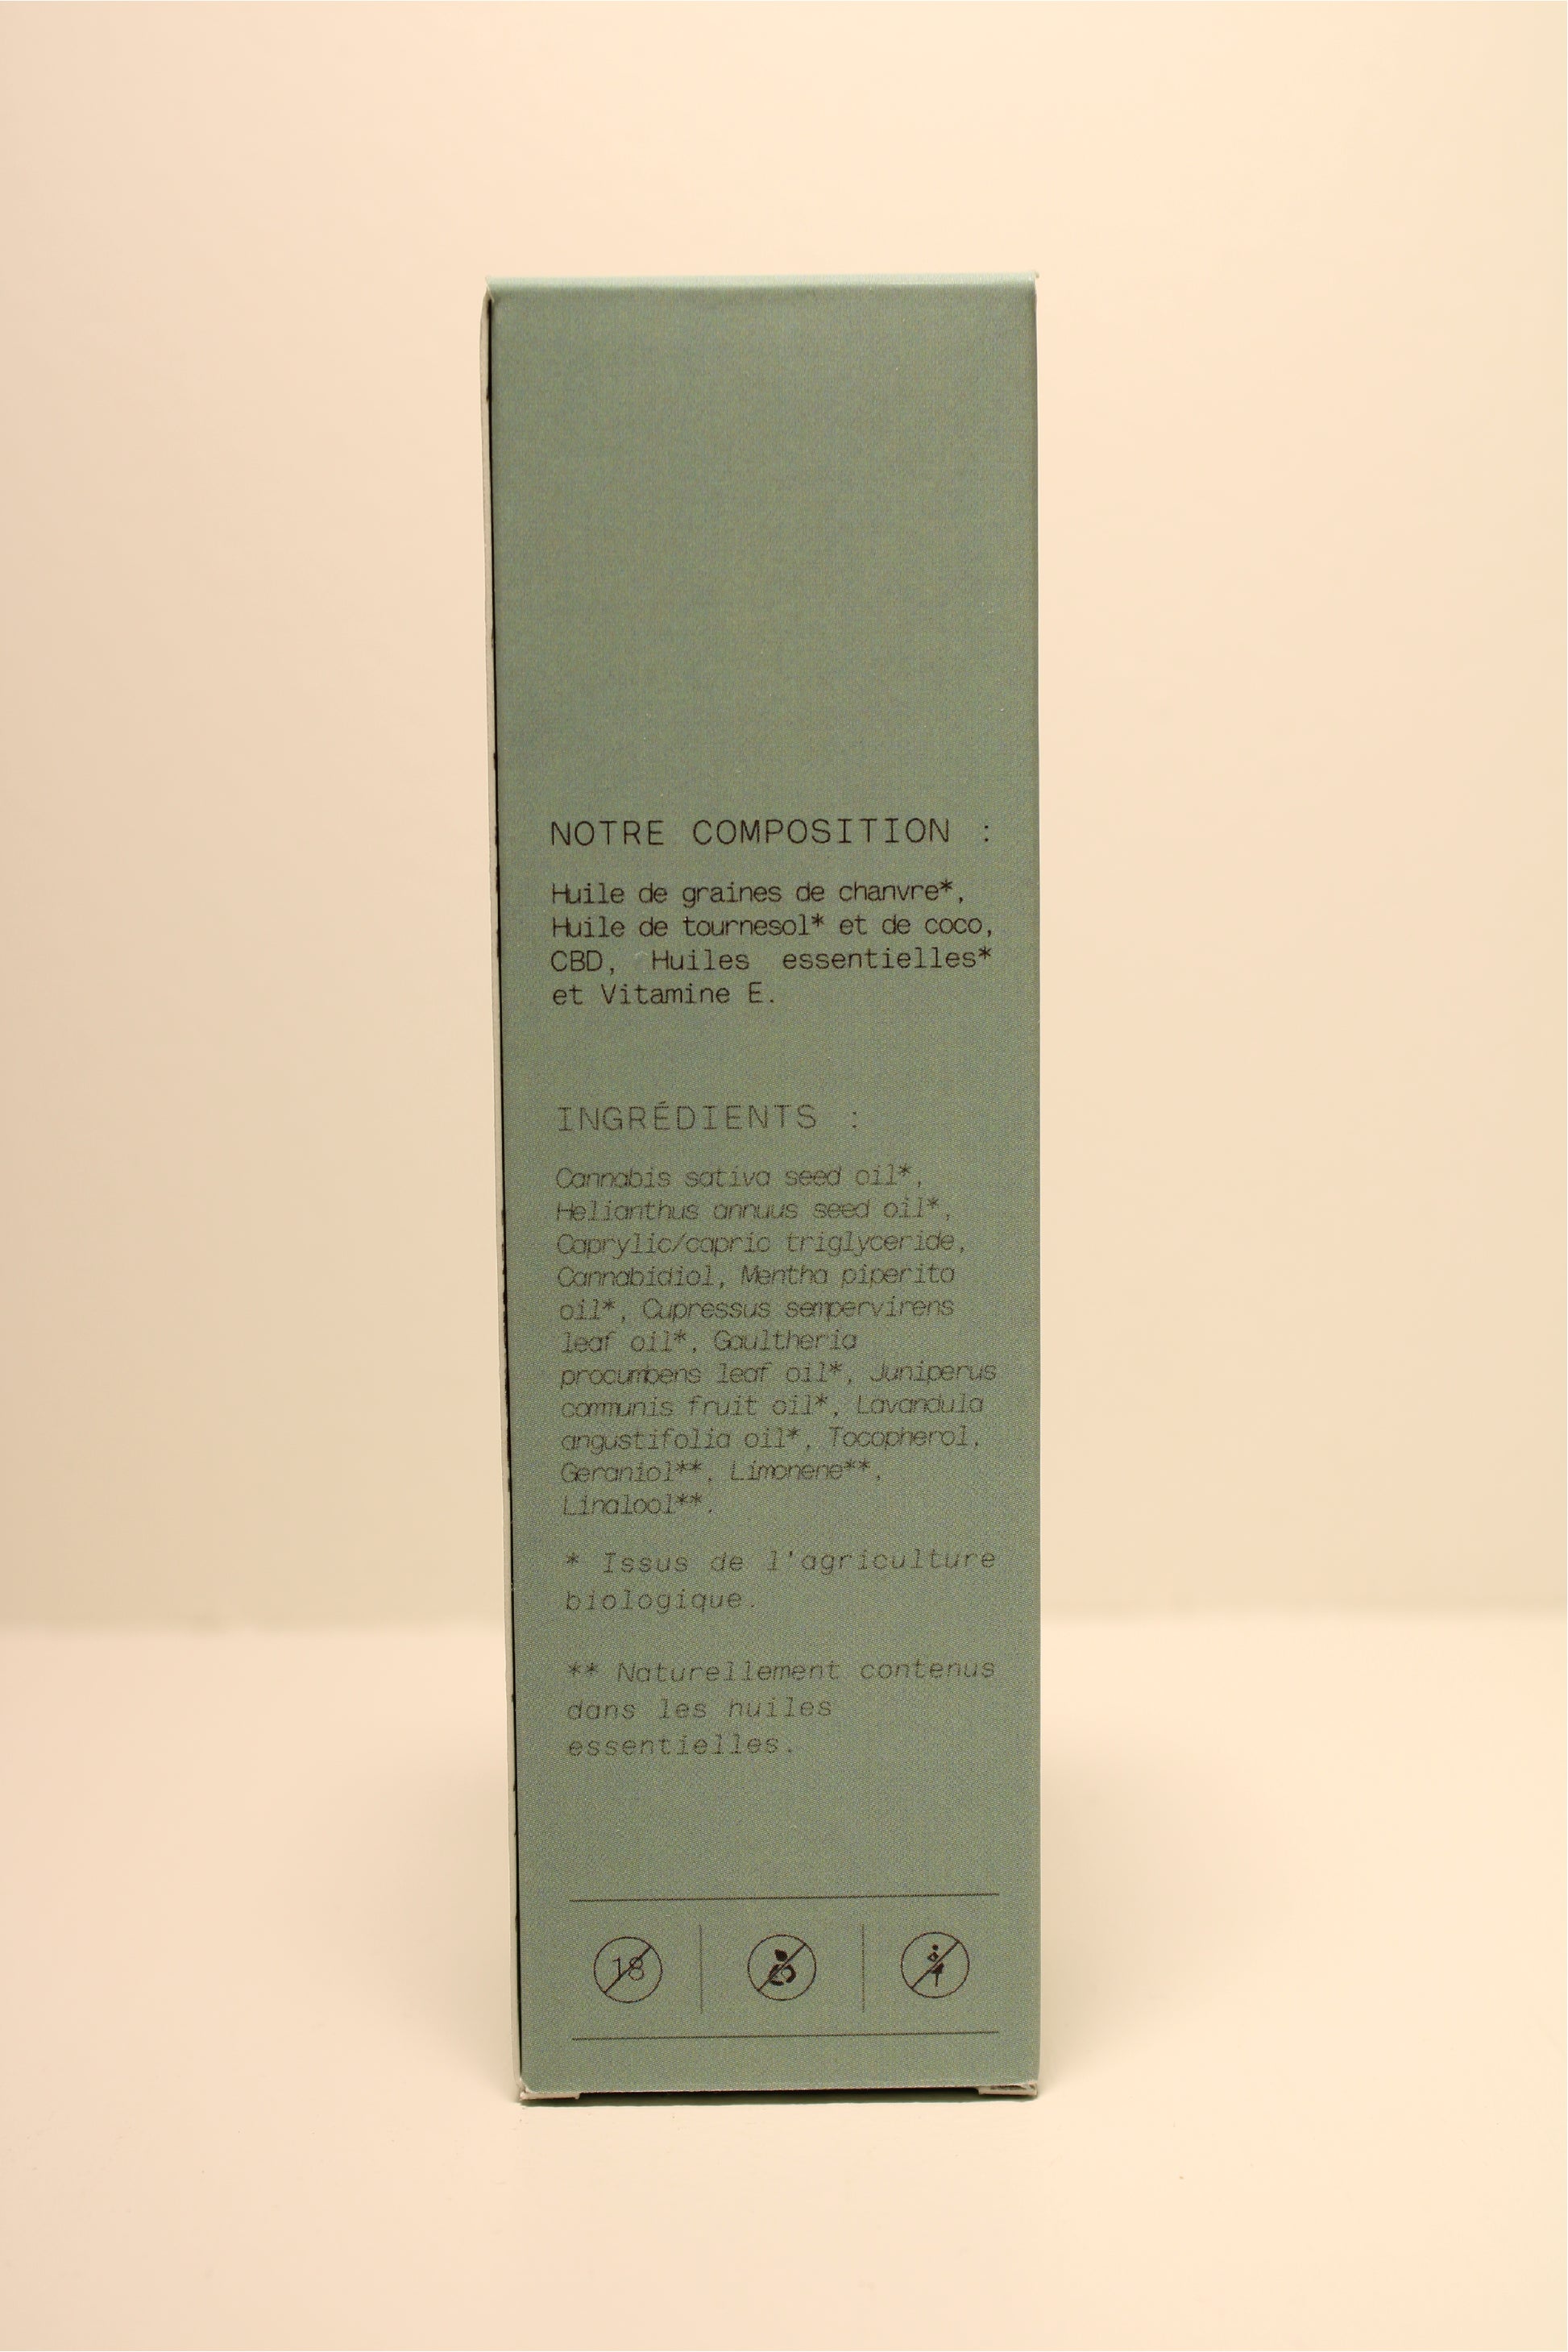 NOTRE COMPOSITION :
Huile de graines de chanvre*,
Huile de tournesol* et de coco,
CBD, Huiles essentielles*
et Vitamine E.
INGRÉDIENTS :
Cannabis sativa seed oil*,
Helianthus annuus seed oil*,
Caprylic/capric triglyceride,
Cannabidiol, Mentha piperita
oil*, Cupressus sempervirens
leaf oil*, Gaultheria
procumbens leaf oil*, Juniperus
communis fruit oil*, Lavandula
angustifolia oil*, Tocopherol,
Geraniol**, Limonene**,
Linalool**.
* Issus de l'agriculture
biologique.
** Naturellement contenus
dans les huiles
essentielles.
18